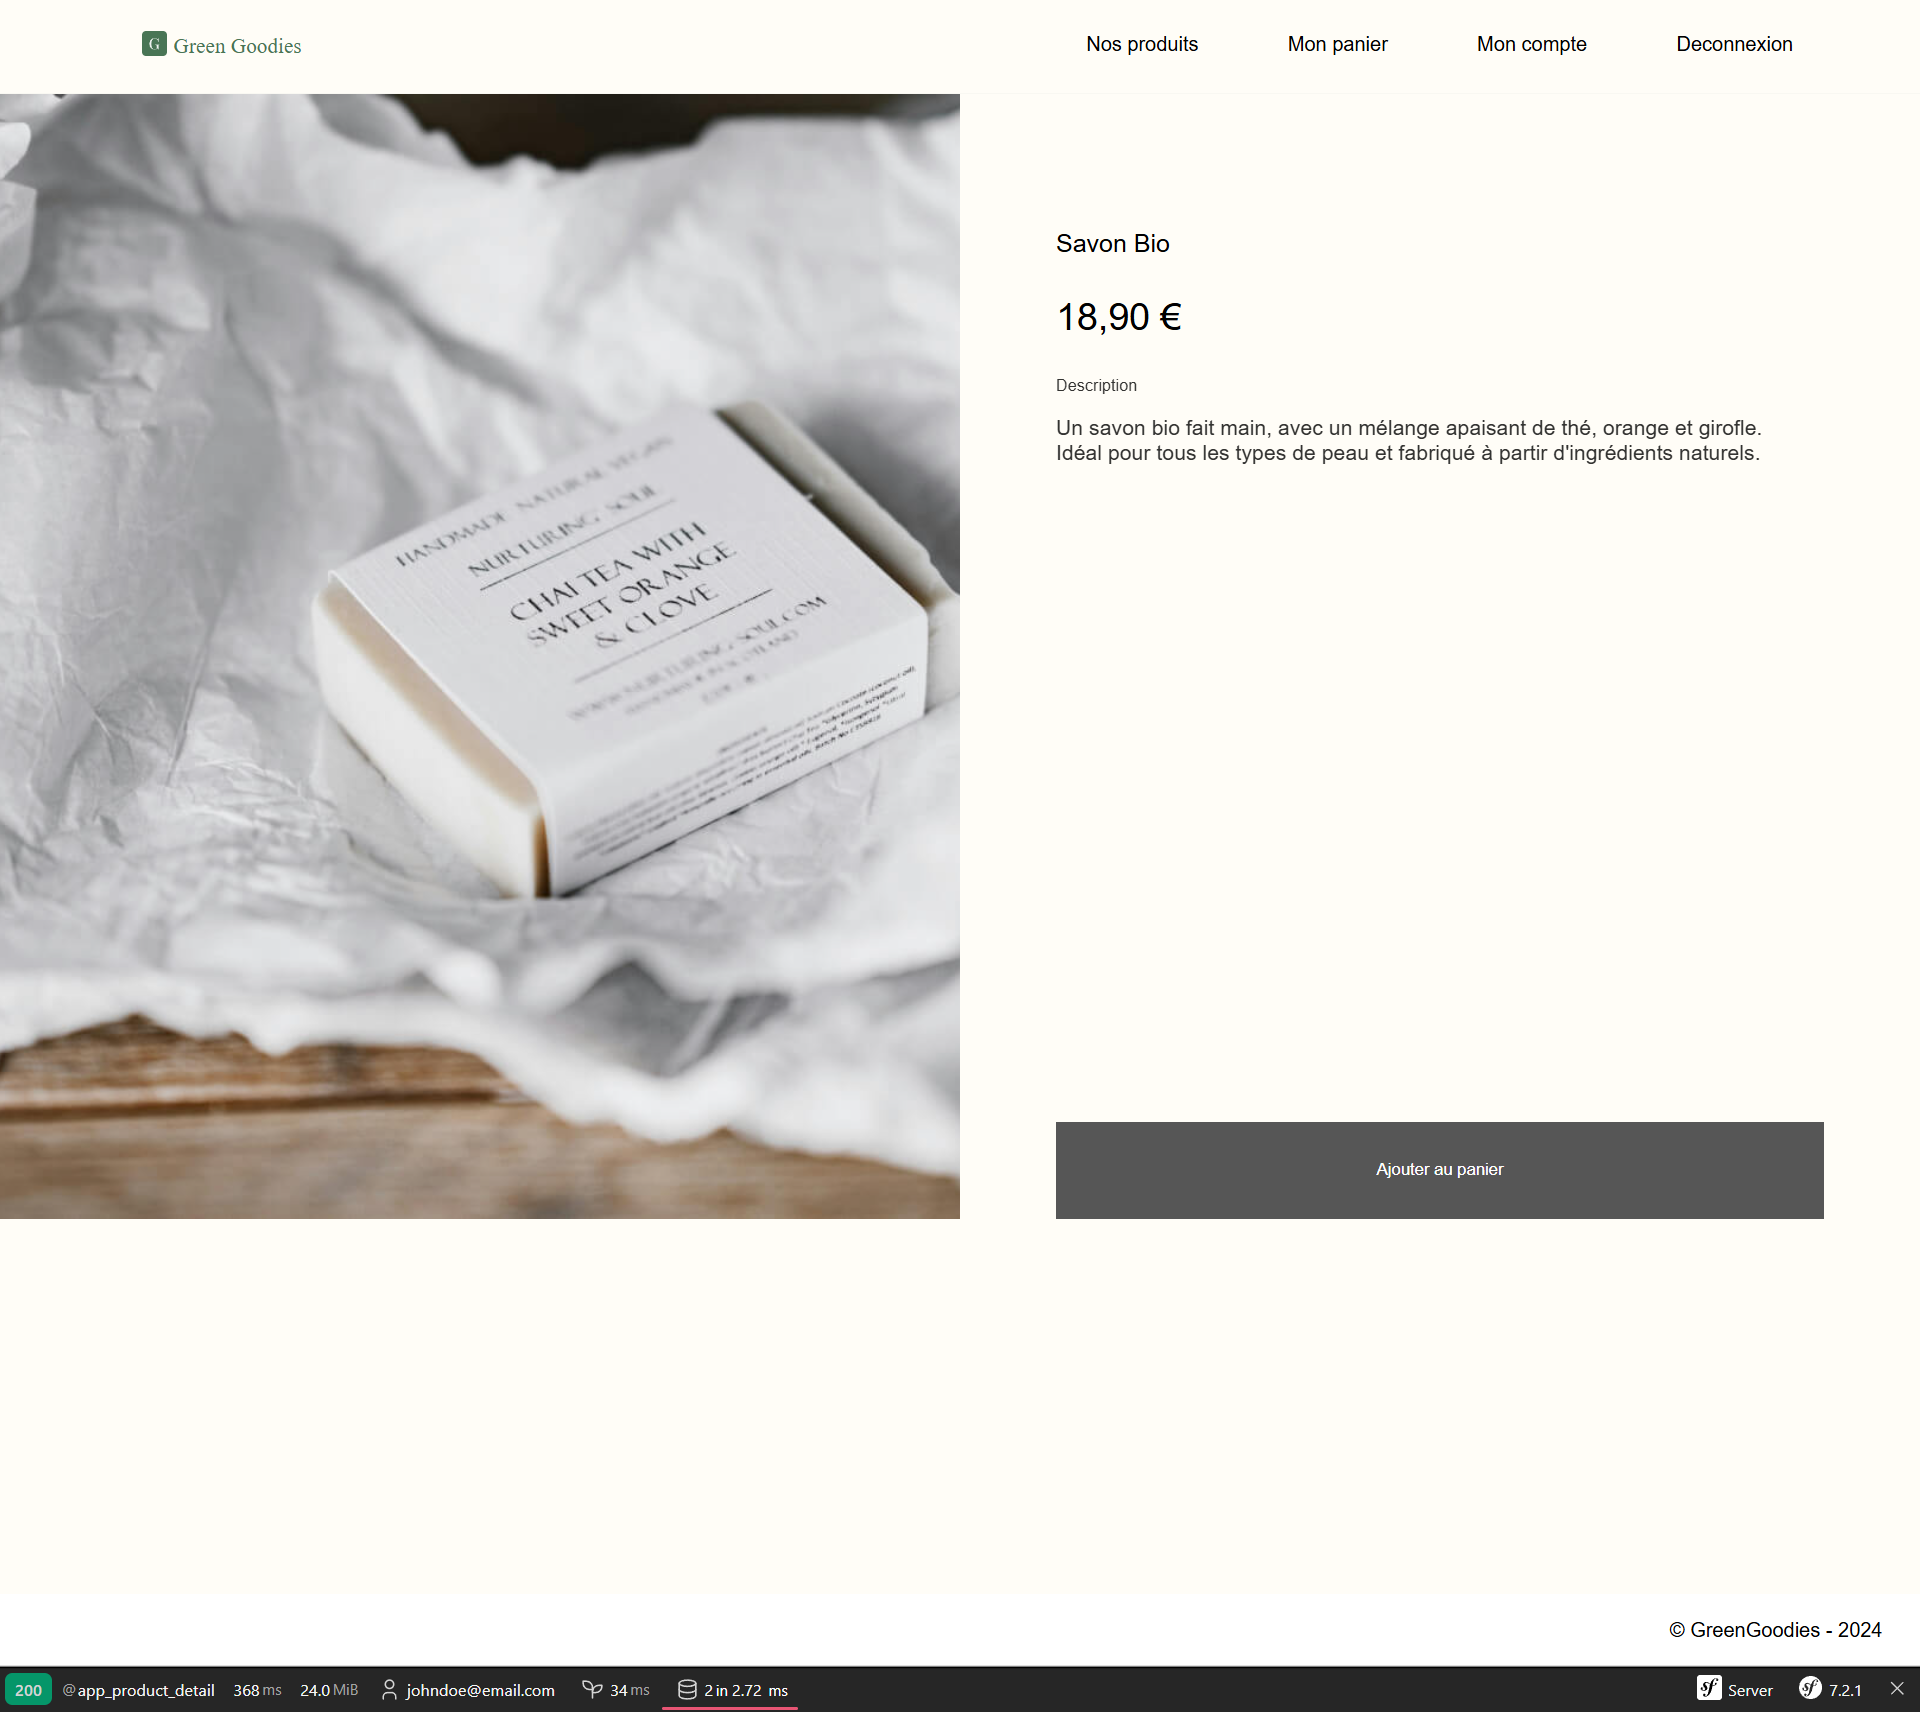 G Green Goodies
Nos produits
Mon panier
Mon compte
Deconnexion
HANDMADE NATURAL VEGAN
NURTURING SOUL
CHAI TEA WITH
SWEET ORANGE
& CLOVE
Savon Bio
18,90 €
Description
Un savon bio fait main, avec un mélange apaisant de thé, orange et girofle.
Idéal pour tous les types de peau et fabriqué à partir d'ingrédients naturels.
Ajouter au panier
© GreenGoodies - 2024
200 @app_product_detail 368 ms 24.0 MiB johndoe@email.com 34 ms 2 in 2.72 ms sf Server sf 7.2.1